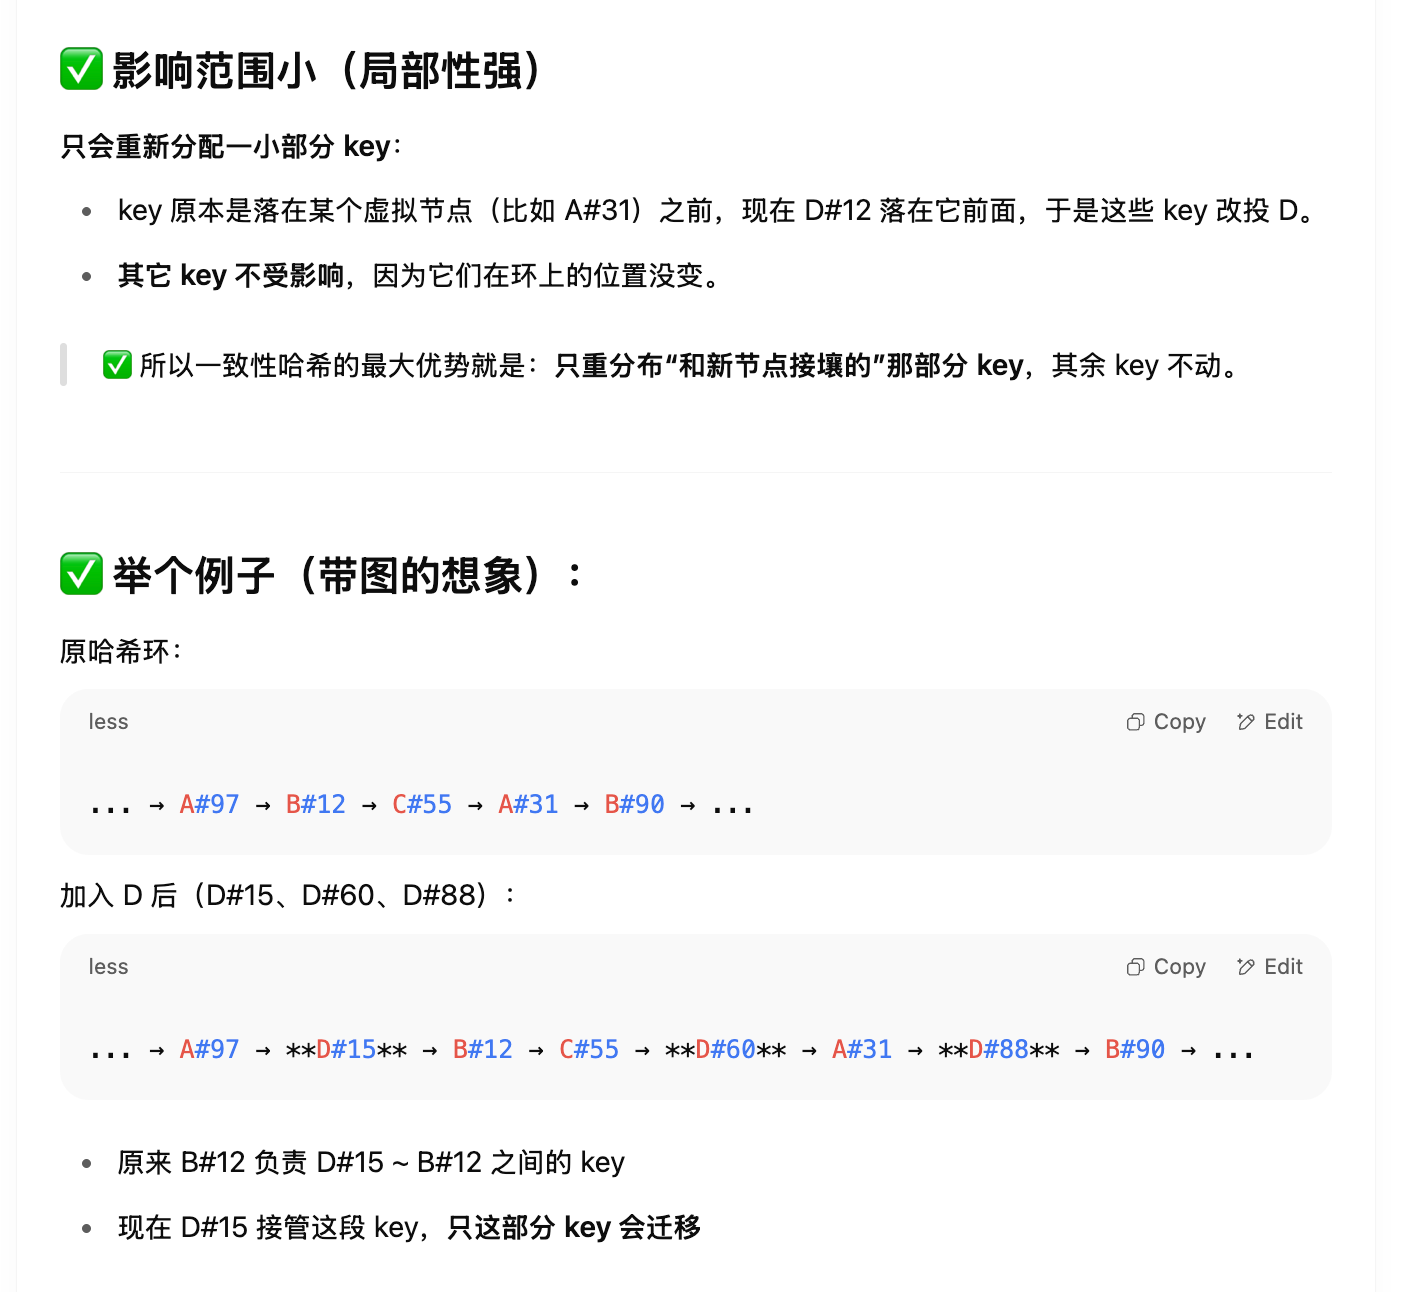 ✅ 影响范围小（局部性强）
只会重新分配一小部分 key：
• key 原本是落在某个虚拟节点（比如 A#31）之前，现在 D#12 落在它前面，于是这些 key 改投 D。
• 其它 key 不受影响，因为它们在环上的位置没变。
✅ 所以一致性哈希的最大优势就是：只重分布“和新节点接壤的”那部分 key，其余 key 不动。
✅ 举个例子（带图的想象）：
原哈希环：
less Copy Edit
... → A#97 → B#12 → C#55 → A#31 → B#90 → ...
加入 D 后（D#15、D#60、D#88）：
less Copy Edit
... → A#97 → **D#15** → B#12 → C#55 → **D#60** → A#31 → **D#88** → B#90 → ...
• 原来 B#12 负责 D#15 ~ B#12 之间的 key
• 现在 D#15 接管这段 key，只这部分 key 会迁移